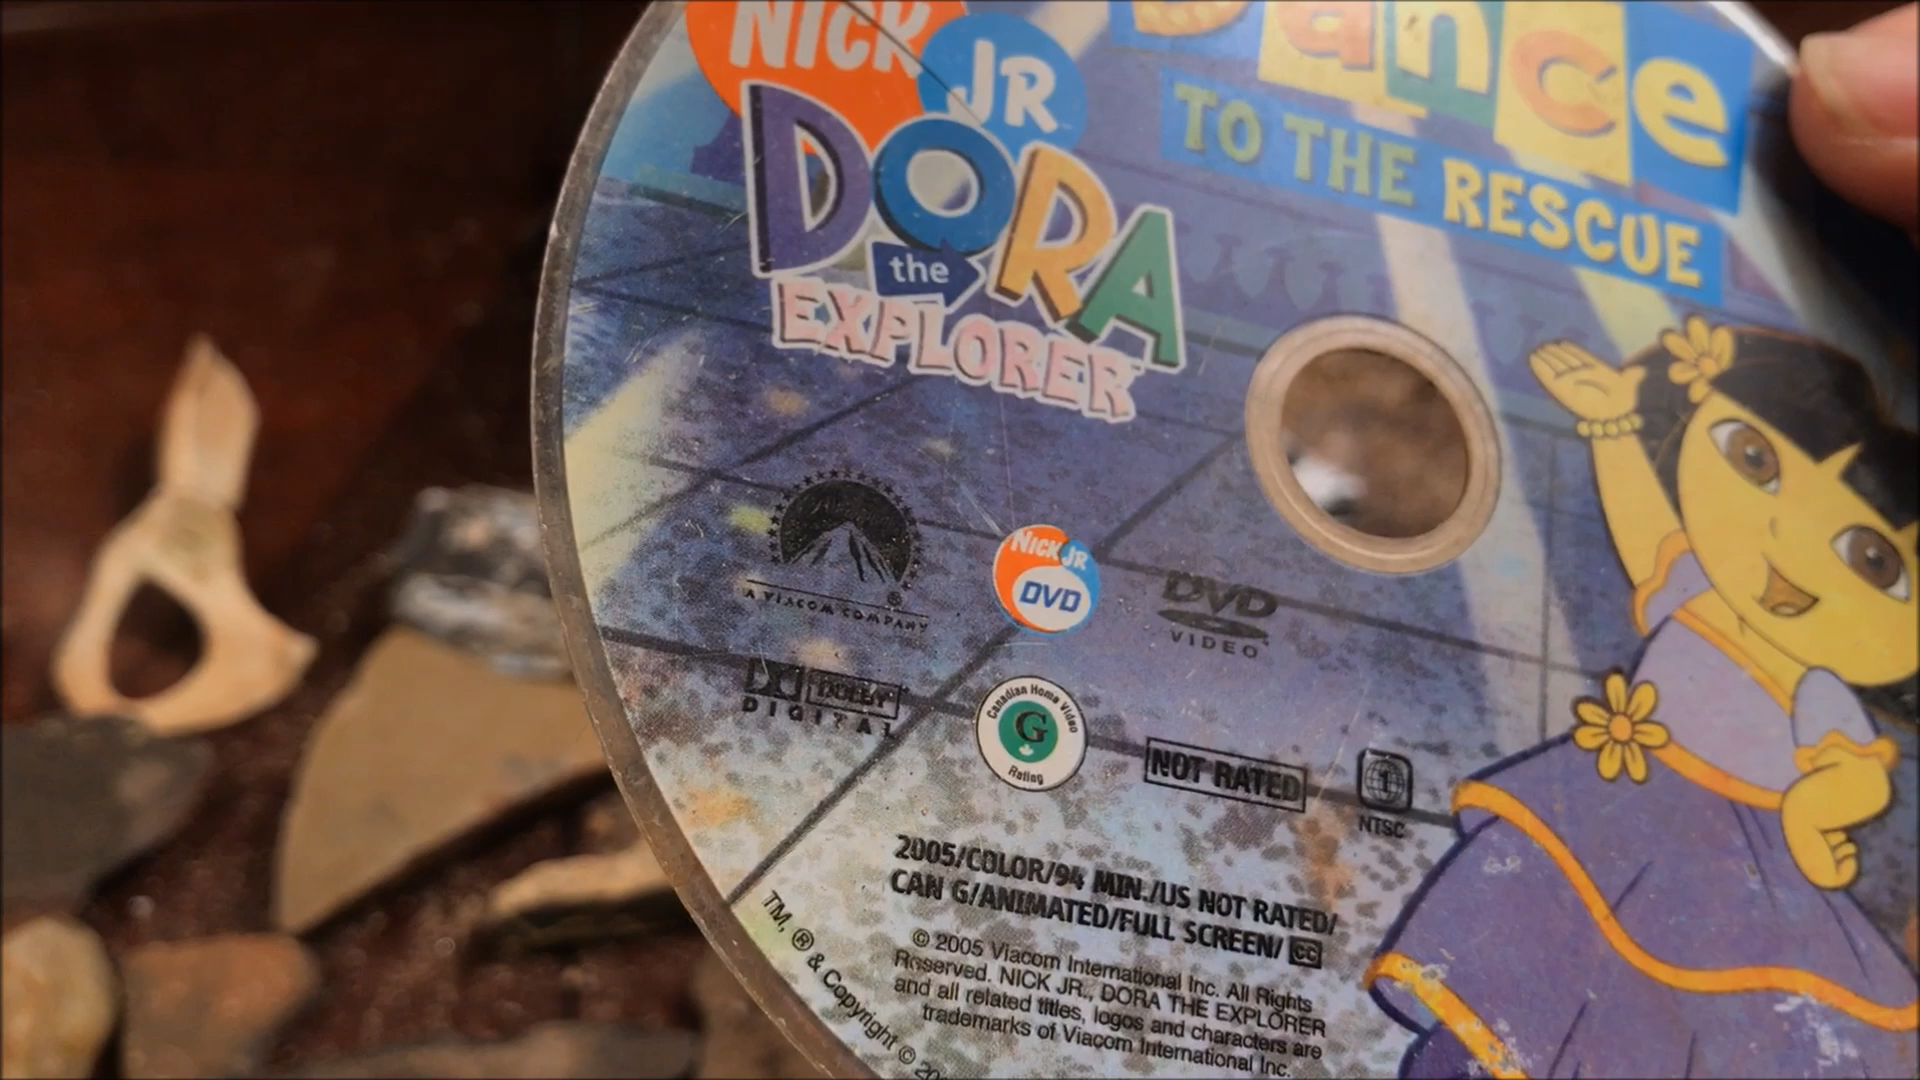 NICK JR
DORA
the
EXPLORER
Dance
TO THE RESCUE
A VIACOM COMPANY
NICK JR
DVD
DVD
VIDEO
DOLBY
DIGITAL
Canadian Home Video
G
Rating
NOT RATED
1
NTSC
2005/COLOR/94 MIN./US NOT RATED/
CAN G/ANIMATED/FULL SCREEN/ CC
© 2005 Viacom International Inc. All Rights
Reserved. NICK JR., DORA THE EXPLORER
and all related titles, logos and characters are
trademarks of Viacom International Inc.
TM, ® & Copyright ©